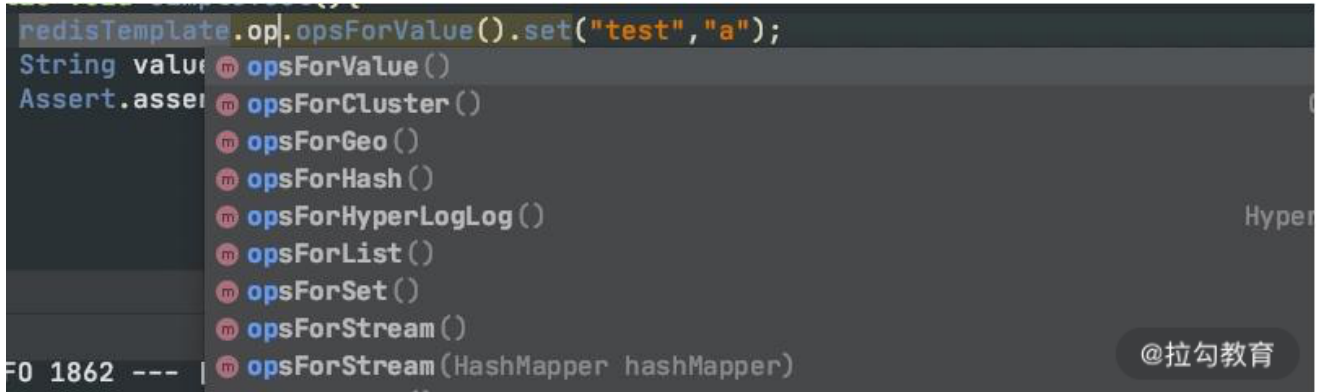 redisTemplate.op.opsForValue().set("test","a");
String value
Assert.asser
opsForValue()
opsForCluster()
opsForGeo()
opsForHash()
opsForHyperLogLog()
Hyper
opsForList()
opsForSet()
opsForStream()
opsForStream(HashMapper hashMapper)
FO 1862 --- [
@拉勾教育